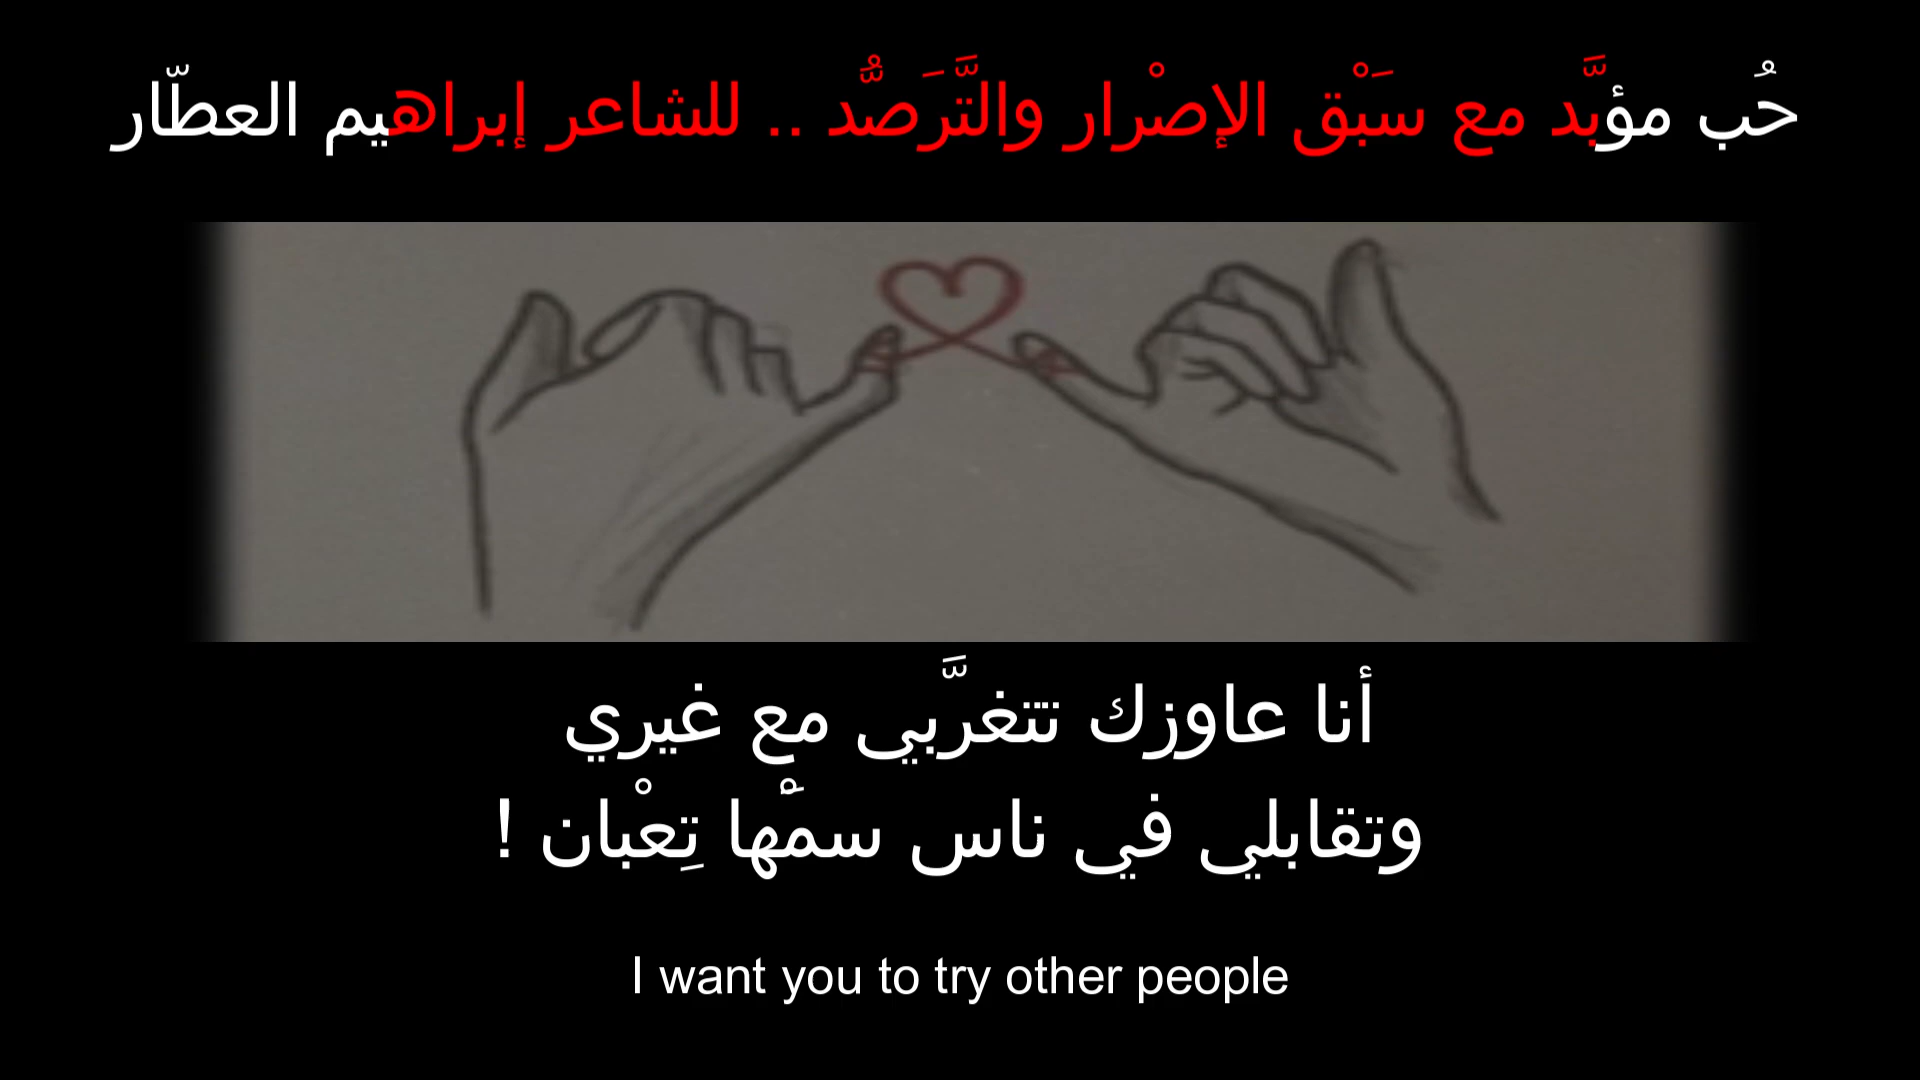 حُب مؤبَّد مع سَبْق الإصْرار والتَّرَصُّد .. للشاعر إبراهيم العطّار
أنا عاوزك تتغرَّبي مع غيري
وتقابلي في ناس سمْها تِعْبان !
I want you to try other people